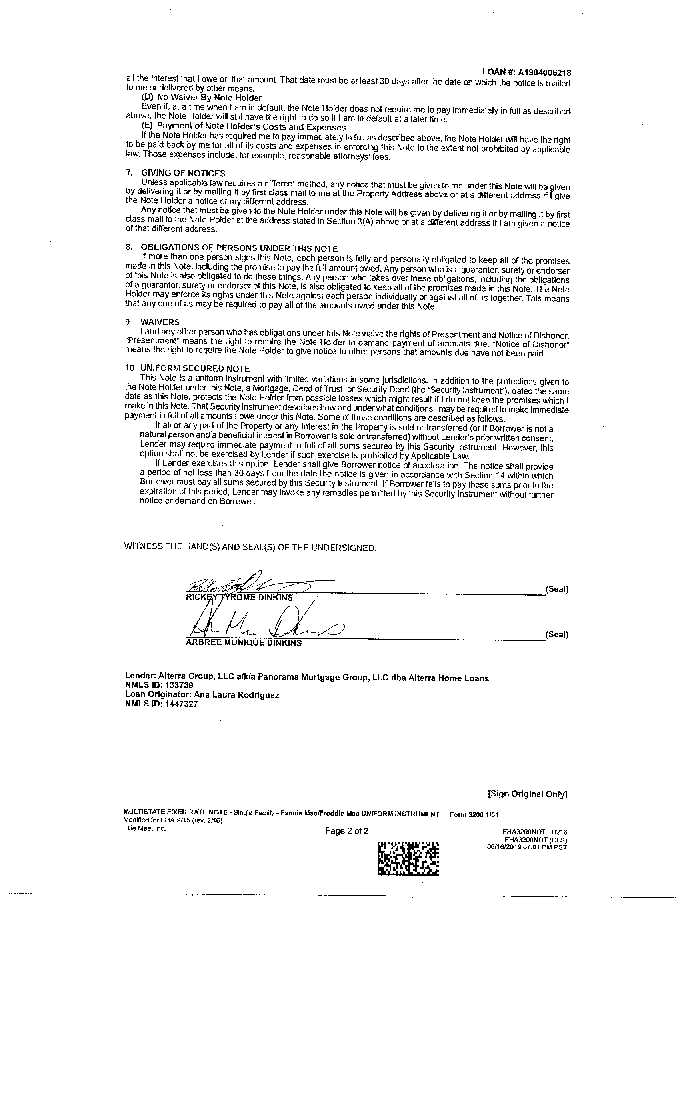 LOAN #: A1904006218
all the interest that I owe on that amount. That date must be at least 30 days after the date on which the notice is mailed
to me or delivered by other means.
(D) No Waiver By Note Holder
Even if, at a time when I am in default, the Note Holder does not require me to pay immediately in full as described
above, the Note Holder will still have the right to do so if I am in default at a later time.
(E) Payment of Note Holder's Costs and Expenses
If the Note Holder has required me to pay immediately in full as described above, the Note Holder will have the right
to be paid back by me for all of its costs and expenses in enforcing this Note to the extent not prohibited by applicable
law. Those expenses include, for example, reasonable attorneys' fees.
7. GIVING OF NOTICES
Unless applicable law requires a different method, any notice that must be given to me under this Note will be given
by delivering it or by mailing it by first class mail to me at the Property Address above or at a different address if I give
the Note Holder a notice of my different address.
Any notice that must be given to the Note Holder under this Note will be given by delivering it or by mailing it by first
class mail to the Note Holder at the address stated in Section 3(A) above or at a different address if I am given a notice
of that different address.
8. OBLIGATIONS OF PERSONS UNDER THIS NOTE
If more than one person signs this Note, each person is fully and personally obligated to keep all of the promises
made in this Note, including the promise to pay the full amount owed. Any person who is a guarantor, surety or endorser
of this Note is also obligated to do these things. Any person who takes over these obligations, including the obligations
of a guarantor, surety or endorser of this Note, is also obligated to keep all of the promises made in this Note. The Note
Holder may enforce its rights under this Note against each person individually or against all of us together. This means
that any one of us may be required to pay all of the amounts owed under this Note.
9. WAIVERS
I and any other person who has obligations under this Note waive the rights of Presentment and Notice of Dishonor.
"Presentment" means the right to require the Note Holder to demand payment of amounts due. "Notice of Dishonor"
means the right to require the Note Holder to give notice to other persons that amounts due have not been paid.
10. UNIFORM SECURED NOTE
This Note is a uniform instrument with limited variations in some jurisdictions. In addition to the protections given to
the Note Holder under this Note, a Mortgage, Deed of Trust, or Security Deed (the "Security Instrument"), dated the same
date as this Note, protects the Note Holder from possible losses which might result if I do not keep the promises which I
make in this Note. That Security Instrument describes how and under what conditions I may be required to make immediate
payment in full of all amounts I owe under this Note. Some of those conditions are described as follows:
If all or any part of the Property or any Interest in the Property is sold or transferred (or if Borrower is not a
natural person and a beneficial interest in Borrower is sold or transferred) without Lender's prior written consent,
Lender may require immediate payment in full of all sums secured by this Security Instrument. However, this
option shall not be exercised by Lender if such exercise is prohibited by Applicable Law.
If Lender exercises this option, Lender shall give Borrower notice of acceleration. The notice shall provide
a period of not less than 30 days from the date the notice is given in accordance with Section 14 within which
Borrower must pay all sums secured by this Security Instrument. If Borrower fails to pay these sums prior to the
expiration of this period, Lender may invoke any remedies permitted by this Security Instrument without further
notice or demand on Borrower.
WITNESS THE HAND(S) AND SEAL(S) OF THE UNDERSIGNED.
(Seal)
RICKEY TYROME DINKINS
(Seal)
ARBREE MUNIQUE DINKINS
Lender: Alterra Group, LLC a/k/a Panorama Mortgage Group, LLC dba Alterra Home Loans
NMLS ID: 133739
Loan Originator: Ana Laura Rodriguez
NMLS ID: 1447327
[Sign Original Only]
MULTISTATE FIXED RATE NOTE - Single Family - Fannie Mae/Freddie Mac UNIFORM INSTRUMENT Form 3200 1/01
Modified for FHA
Ellie Mae, Inc.
Page 2 of 2